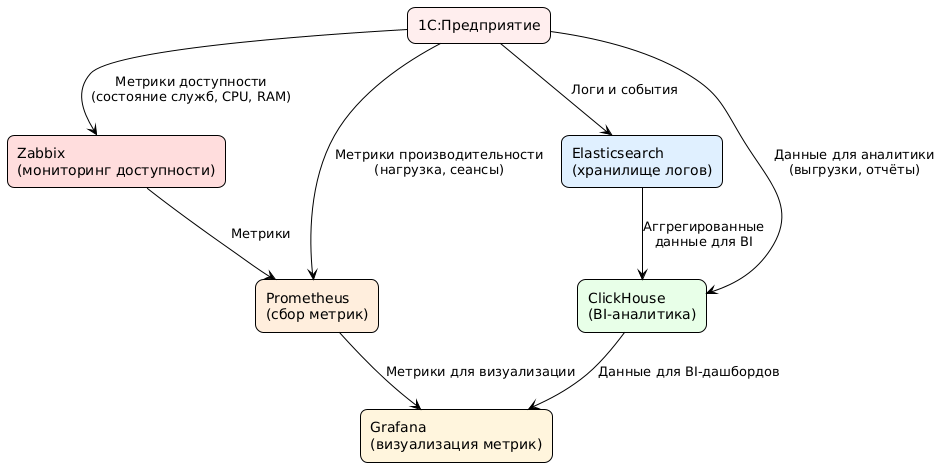 1С:Предприятие
Метрики доступности
(состояние служб, CPU, RAM)
Логи и события
Zabbix
(мониторинг доступности)
Метрики производительности
(нагрузка, сеансы)
Elasticsearch
(хранилище логов)
Данные для аналитики
(выгрузки, отчёты)
Метрики
Аггрегированные
данные для BI
Prometheus
(сбор метрик)
ClickHouse
(BI-аналитика)
Метрики для визуализации
Данные для BI-дашбордов
Grafana
(визуализация метрик)